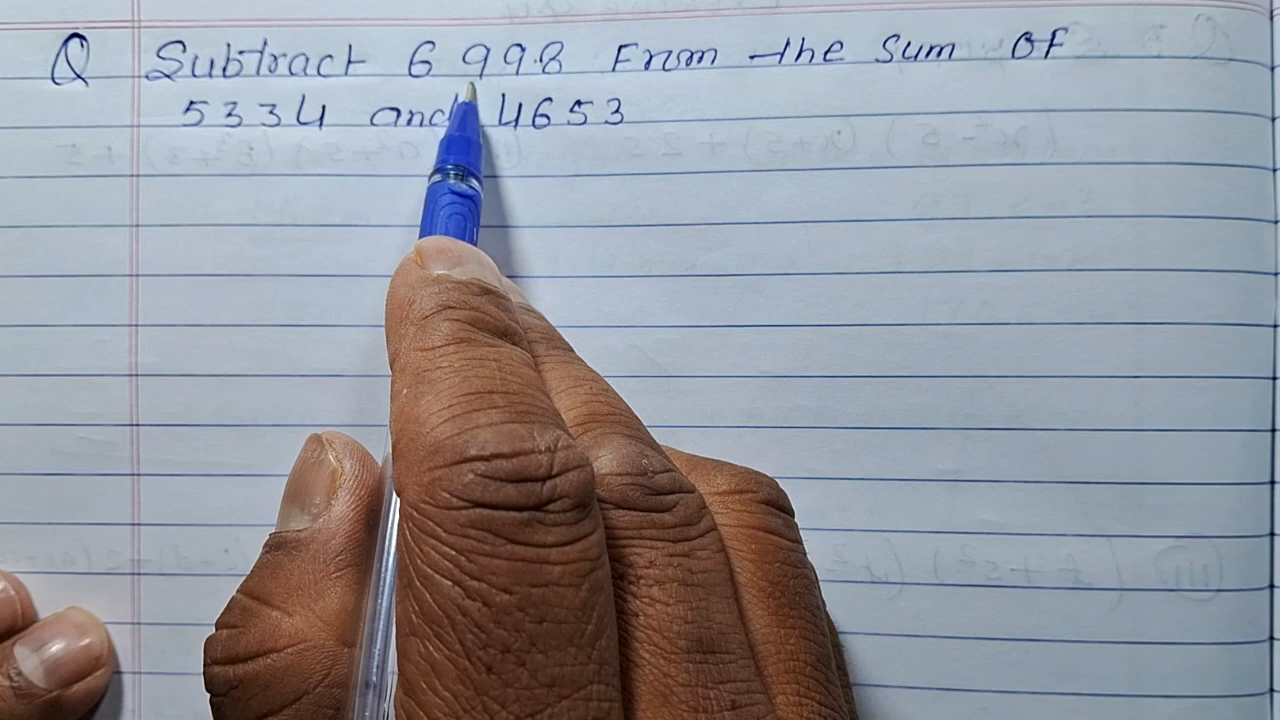 Q Subtract 6998 From the Sum OF
5334 and 4653